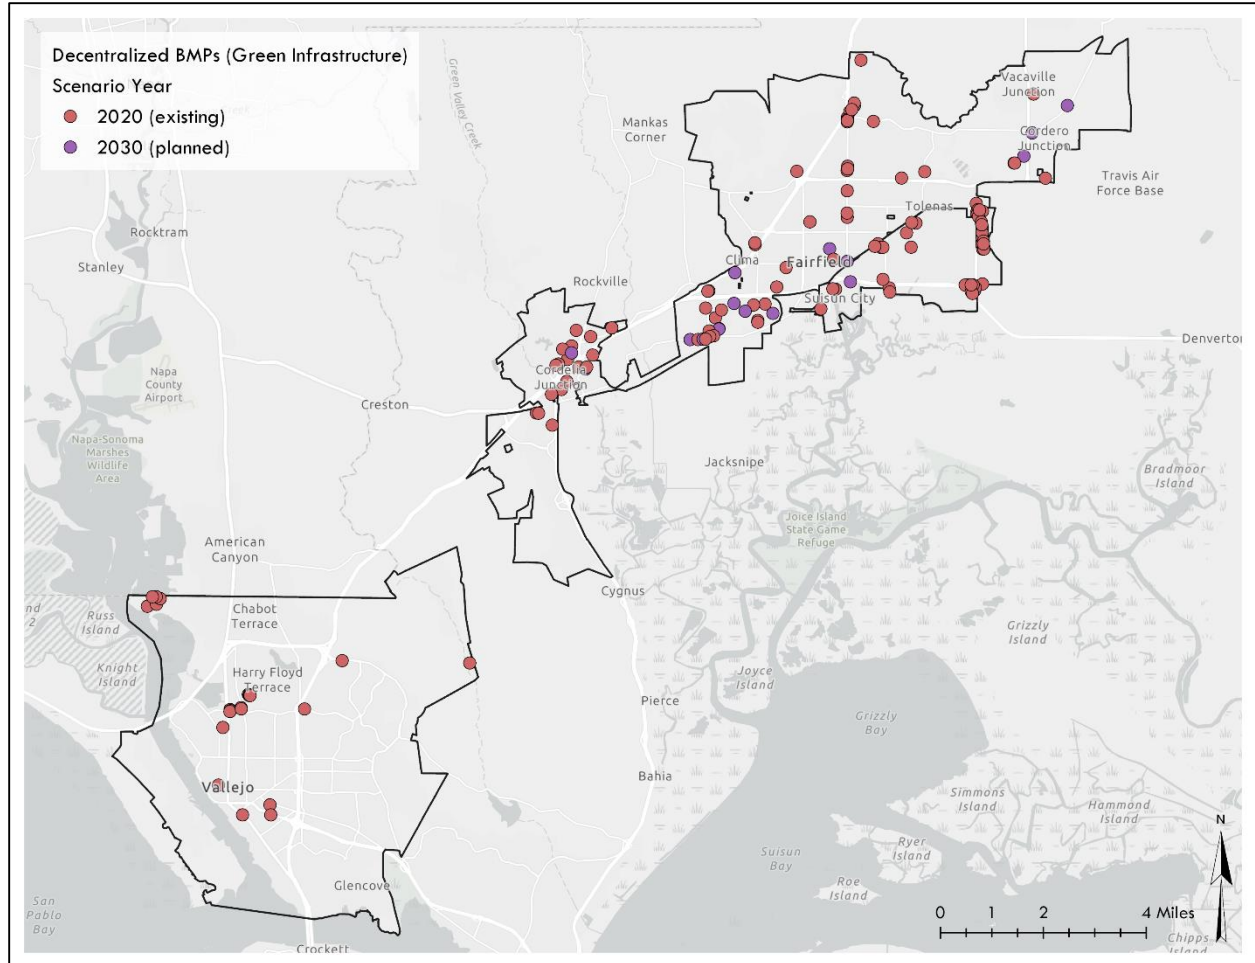 Decentralized BMPs (Green Infrastructure)
Scenario Year
2020 (existing)
2030 (planned)
Green Valley Creek
Mankas
Corner
Vacaville
Junction
Cordero
Junction
Travis Air
Force Base
Rocktram
Stanley
Tolenas
Clima
Fairfield
Rockville
Suisun City
Denverton
Napa
County
Airport
Cordelia
Junction
Creston
Napa-Sonoma
Marshes
Wildlife
Area
Jacksnipe
Bradmoor
Island
Joice Island
State Game
Refuge
American
Canyon
Cygnus
nd
2
Russ
Island
Chabot
Terrace
Grizzly
Island
Knight
Island
Harry Floyd
Terrace
Joyce
Island
Pierce
Grizzly
Bay
Vallejo
Bahia
Simmons
Island
Hammond
Island
N
Suisun
Bay
Ryer
Island
Roe
Island
Glencove
San
Pablo
Bay
0 1 2 4 Miles
Chipps
Island
Crockett